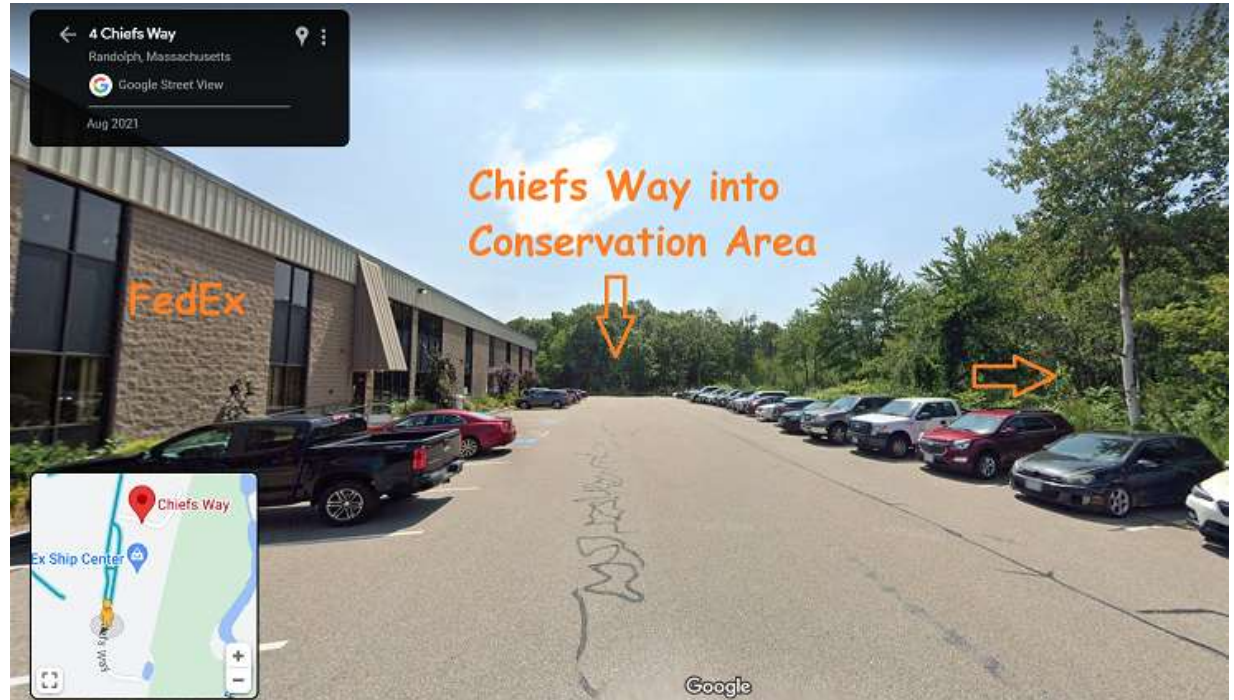 4 Chiefs Way
Randolph, Massachusetts
Google Street View
Aug 2021
Chiefs Way into
Conservation Area
FedEx
Chiefs Way
Ex Ship Center
Way
Google